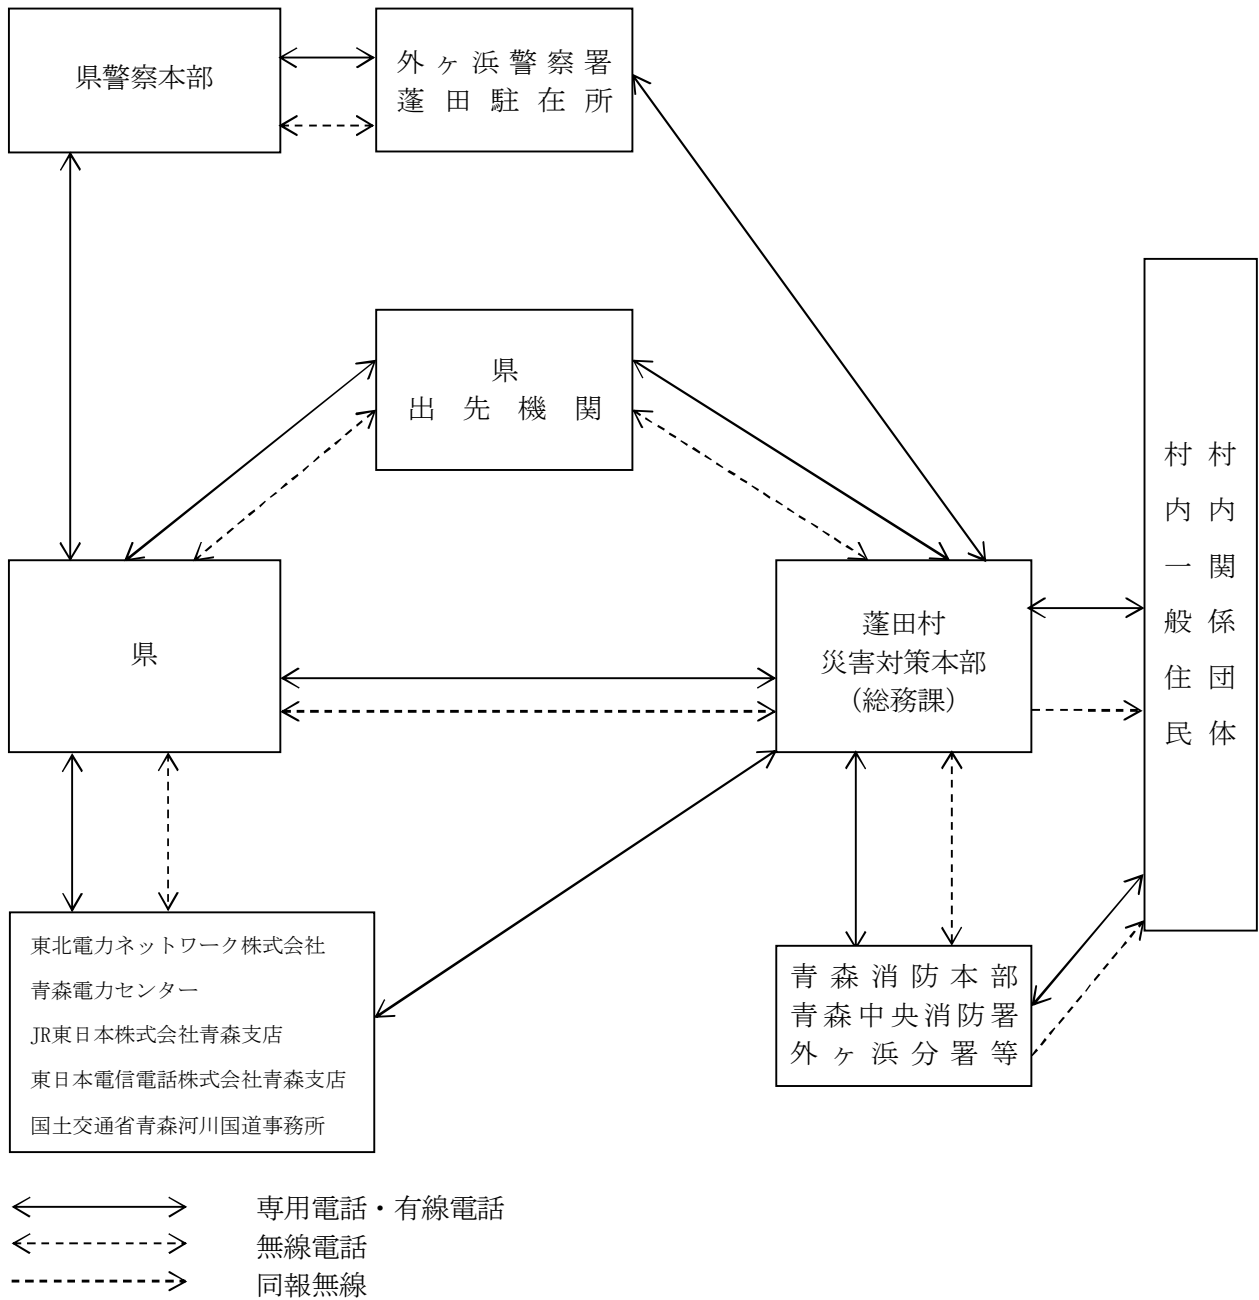 県警察本部
外ヶ浜警察署
蓬田駐在所
県
出先機関
村内関係団体
村内一般住民
県
蓬田村
災害対策本部
（総務課）
東北電力ネットワーク株式会社
青森電力センター
JR東日本株式会社青森支店
東日本電信電話株式会社青森支店
国土交通省青森河川国道事務所
青森消防本部
青森中央消防署
外ヶ浜分署等
専用電話・有線電話
無線電話
同報無線